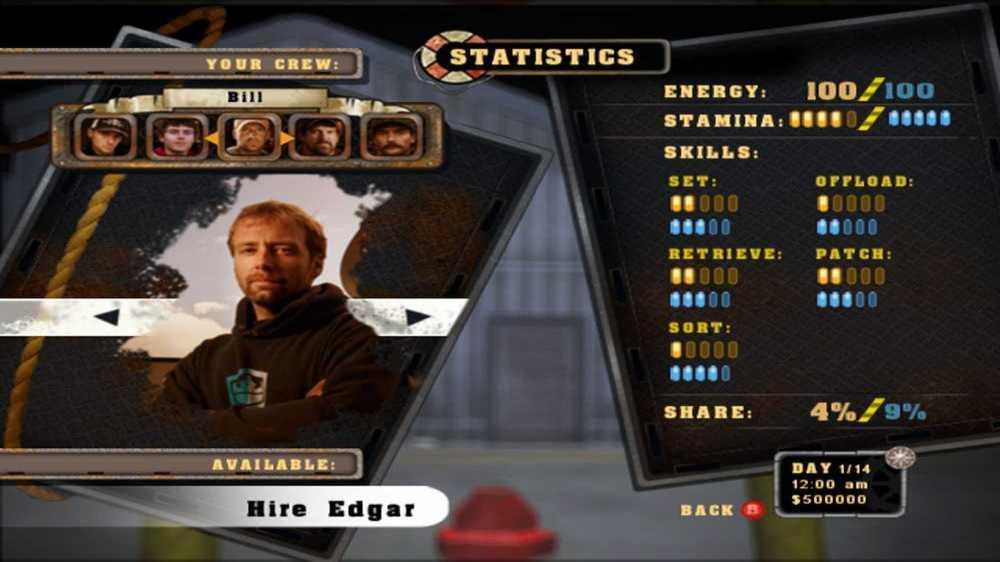 YOUR CREW:
STATISTICS
Bill
ENERGY: 100/100
STAMINA:
SKILLS:
SET: OFFLOAD:
RETRIEVE: PATCH:
SORT:
SHARE: 4%/9%
AVAILABLE:
Hire Edgar
DAY 1/14
12:00 am
$500000
BACK B